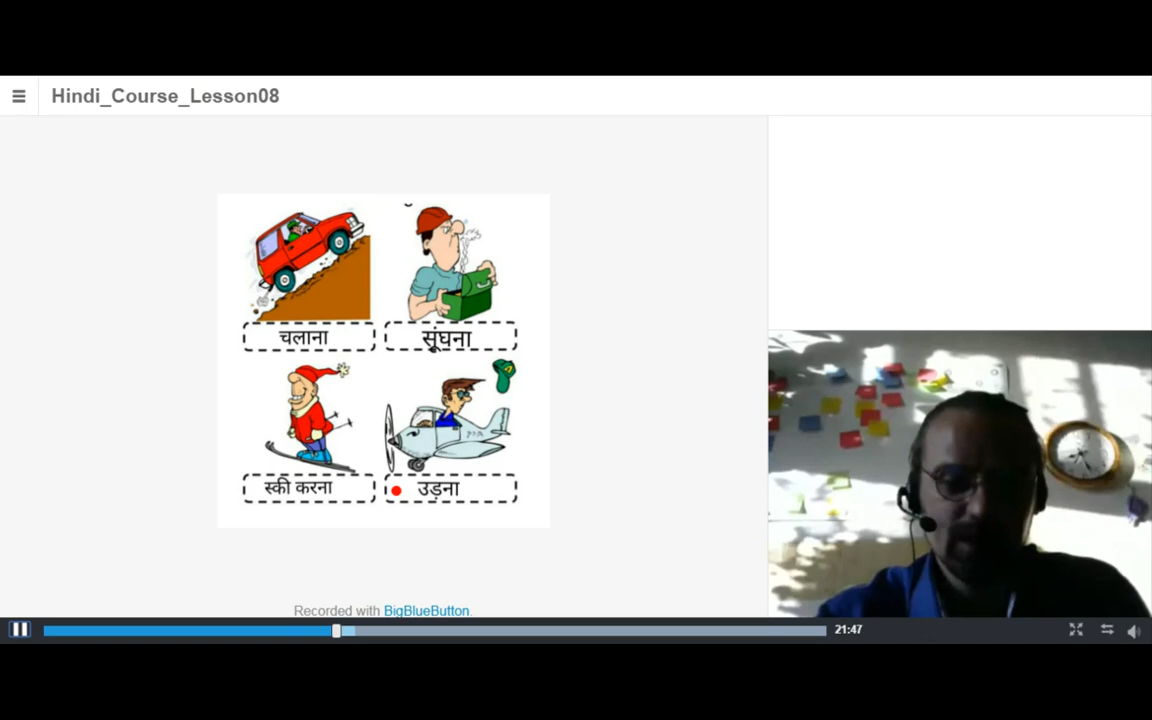 Hindi_Course_Lesson08
चलाना
सूंघना
स्की करना
उड़ना
Recorded with BigBlueButton.
21:47